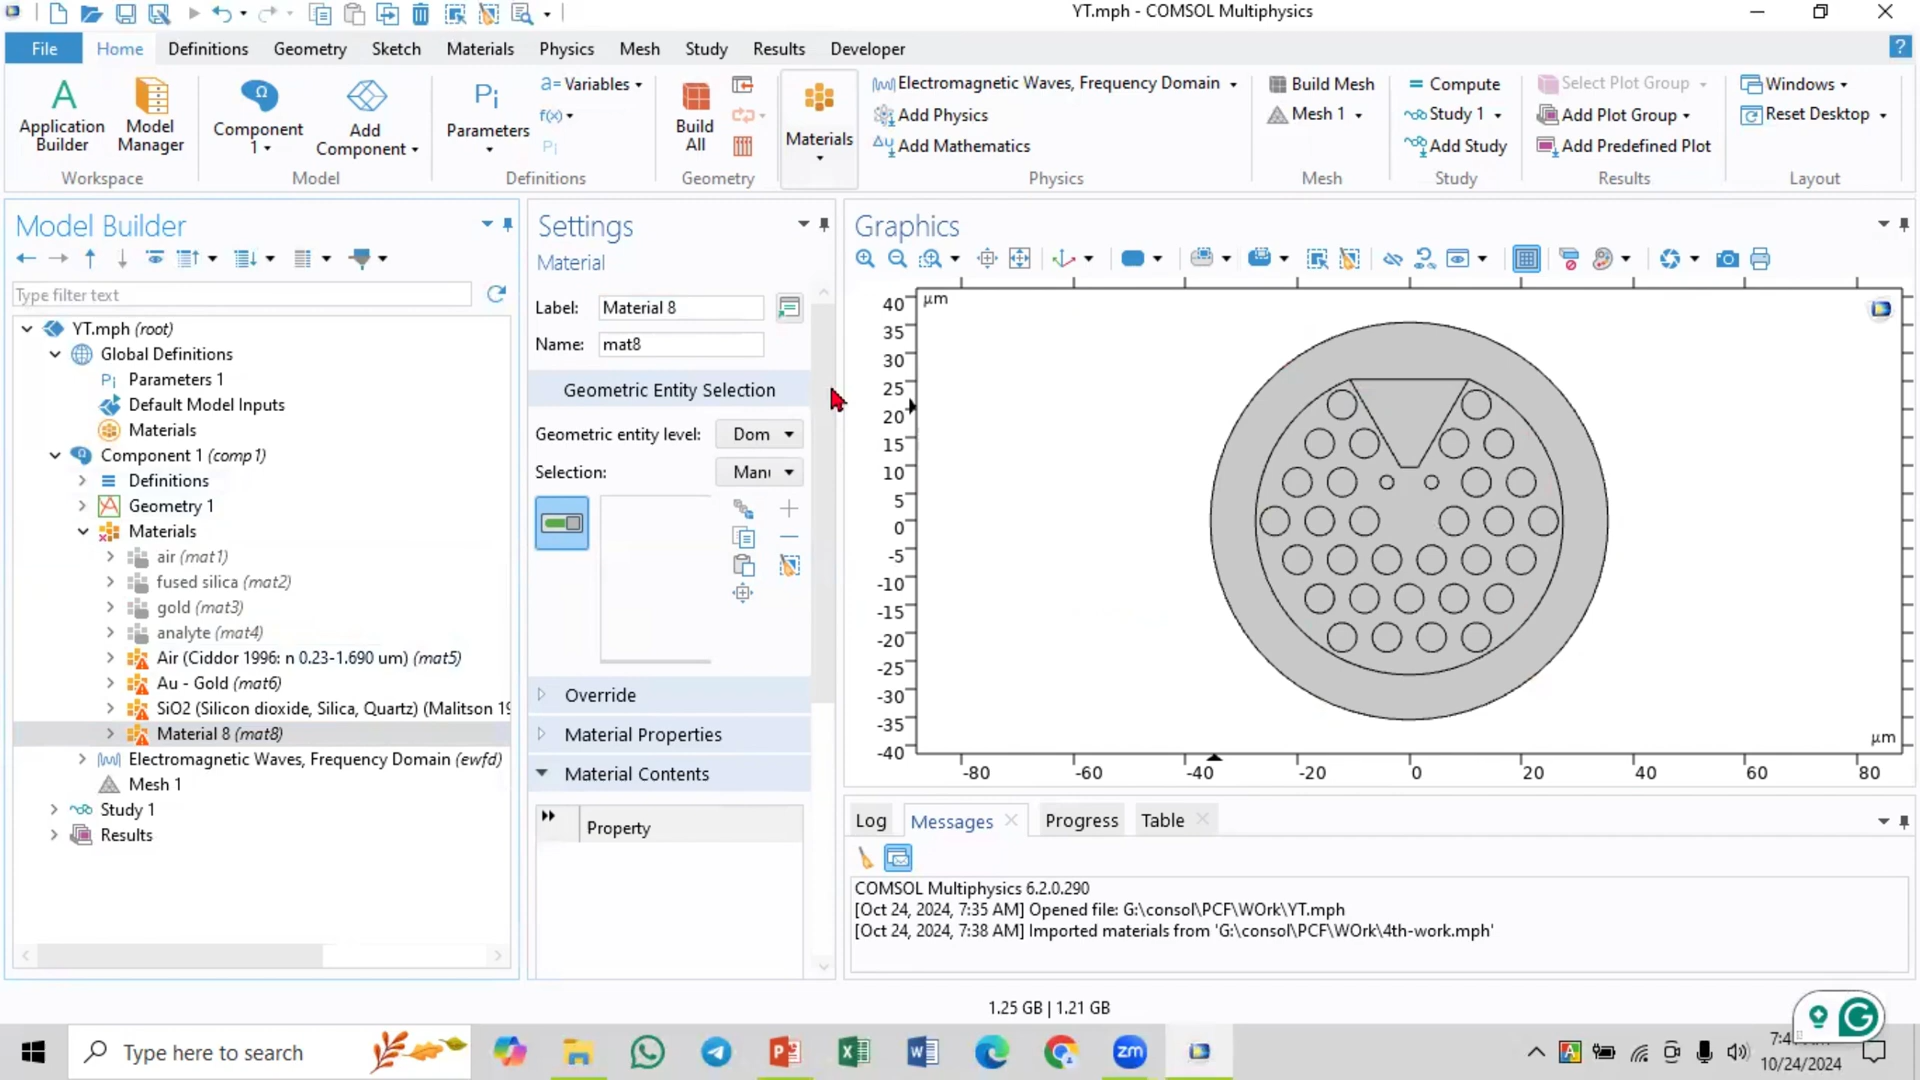 YT.mph - COMSOL Multiphysics
File Home Definitions Geometry Sketch Materials Physics Mesh Study Results Developer
Application Builder
Model Manager
Workspace
Component 1
Add Component
Model
Pi Parameters
a= Variables
f(x)
Pi
Definitions
Build All
Geometry
Materials
Electromagnetic Waves, Frequency Domain
Add Physics
Add Mathematics
Physics
Build Mesh
Mesh 1
Mesh
= Compute
Study 1
Add Study
Study
Select Plot Group
Add Plot Group
Add Predefined Plot
Results
Windows
Reset Desktop
Layout
Model Builder
Type filter text
YT.mph (root)
Global Definitions
Pi Parameters 1
Default Model Inputs
Materials
Component 1 (comp1)
Definitions
Geometry 1
Materials
air (mat1)
fused silica (mat2)
gold (mat3)
analyte (mat4)
Air (Ciddor 1996: n 0.23-1.690 um) (mat5)
Au - Gold (mat6)
SiO2 (Silicon dioxide, Silica, Quartz) (Malitson 19
Material 8 (mat8)
Electromagnetic Waves, Frequency Domain (ewfd)
Mesh 1
Study 1
Results
Settings
Material
Label: Material 8
Name: mat8
Geometric Entity Selection
Geometric entity level: Dom
Selection: Manu
Override
Material Properties
Material Contents
Property
Graphics
µm
40
35
30
25
20
15
10
5
0
-5
-10
-15
-20
-25
-30
-35
-40
µm
-80 -60 -40 -20 0 20 40 60 80
Log Messages Progress Table
COMSOL Multiphysics 6.2.0.290
[Oct 24, 2024, 7:35 AM] Opened file: G:\consol\PCF\WOrk\YT.mph
[Oct 24, 2024, 7:38 AM] Imported materials from 'G:\consol\PCF\WOrk\4th-work.mph'
1.25 GB | 1.21 GB
Type here to search
zm
10/24/2024